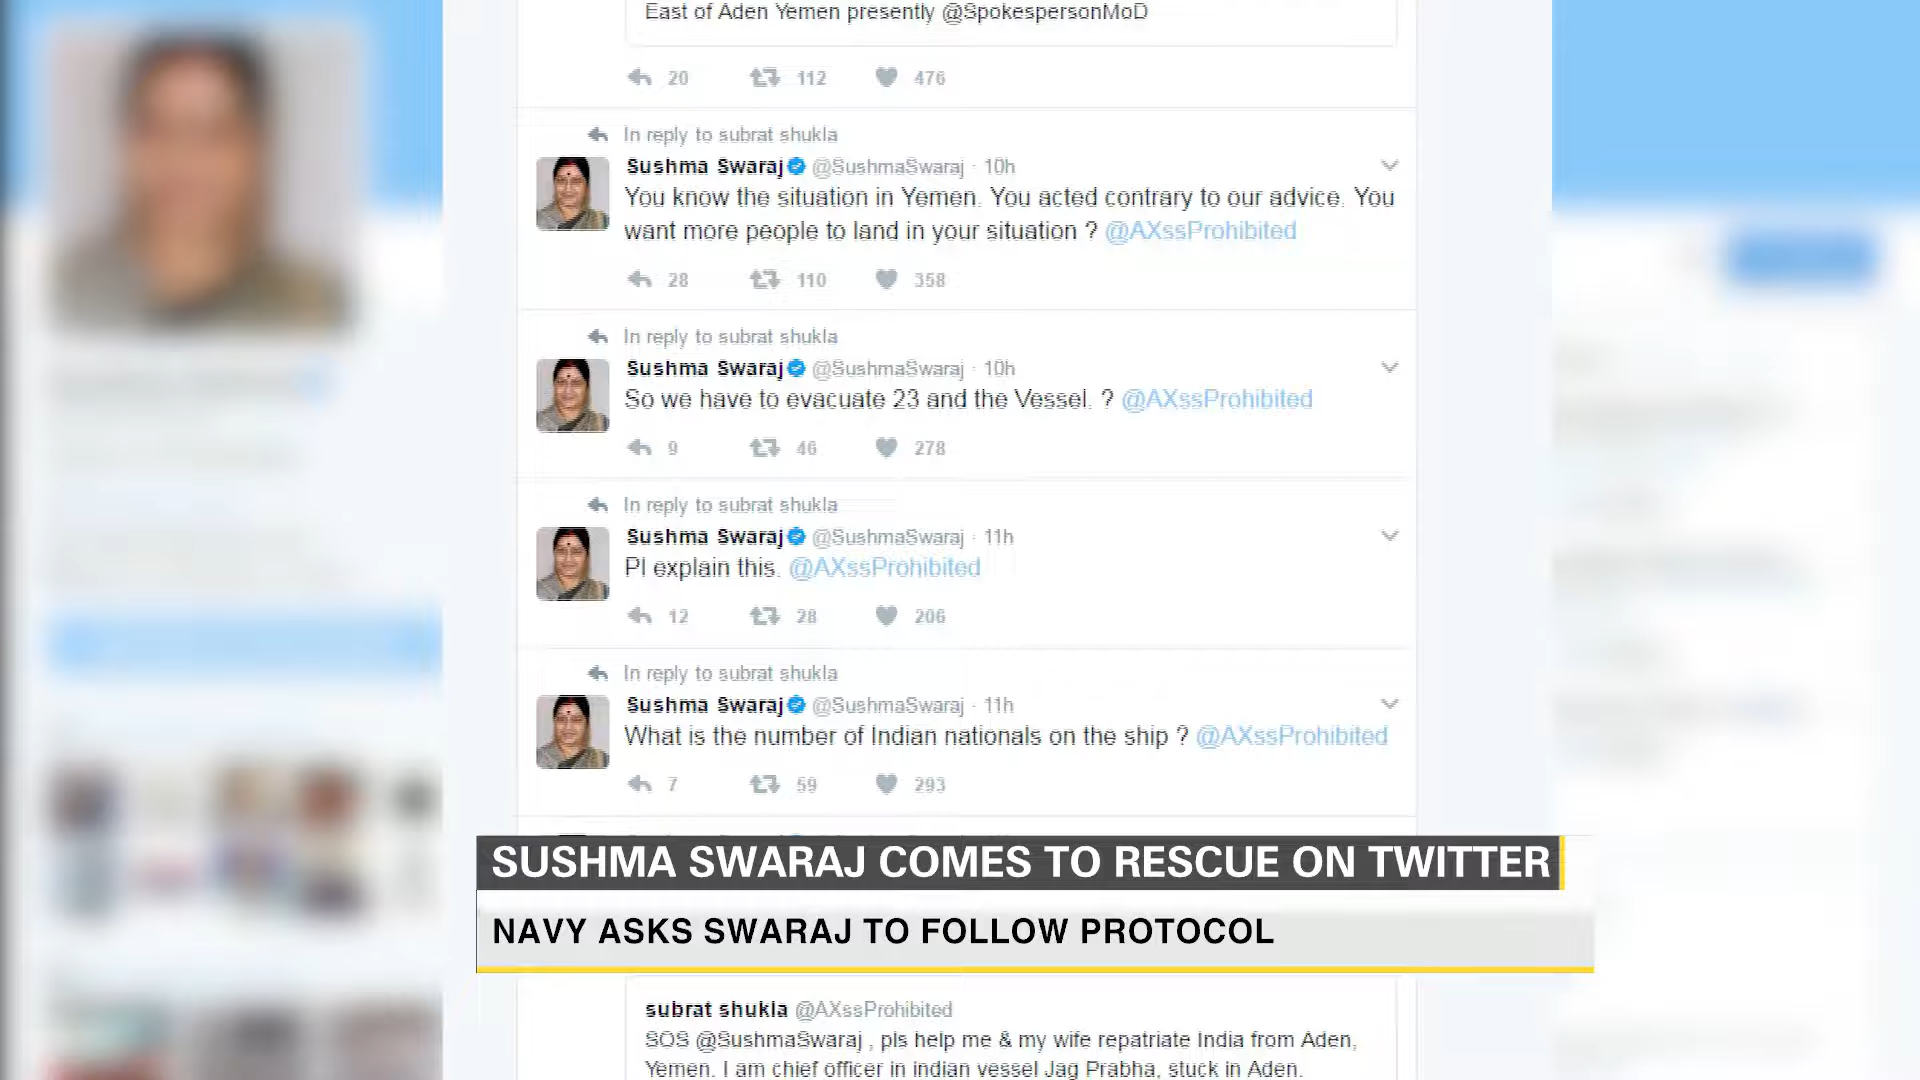 East of Aden Yemen presently @SpokespersonMoD
20 112 476
In reply to subrat shukla
Sushma Swaraj @SushmaSwaraj · 10h
You know the situation in Yemen. You acted contrary to our advice. You
want more people to land in your situation ? @AXssProhibited
28 110 358
In reply to subrat shukla
Sushma Swaraj @SushmaSwaraj · 10h
So we have to evacuate 23 and the Vessel. ? @AXssProhibited
9 46 278
In reply to subrat shukla
Sushma Swaraj @SushmaSwaraj · 11h
Pl explain this. @AXssProhibited
12 28 206
In reply to subrat shukla
Sushma Swaraj @SushmaSwaraj · 11h
What is the number of Indian nationals on the ship ? @AXssProhibited
7 59 293
SUSHMA SWARAJ COMES TO RESCUE ON TWITTER
NAVY ASKS SWARAJ TO FOLLOW PROTOCOL
subrat shukla @AXssProhibited
SOS @SushmaSwaraj , pls help me & my wife repatriate India from Aden,
Yemen. I am chief officer in indian vessel Jag Prabha, stuck in Aden.